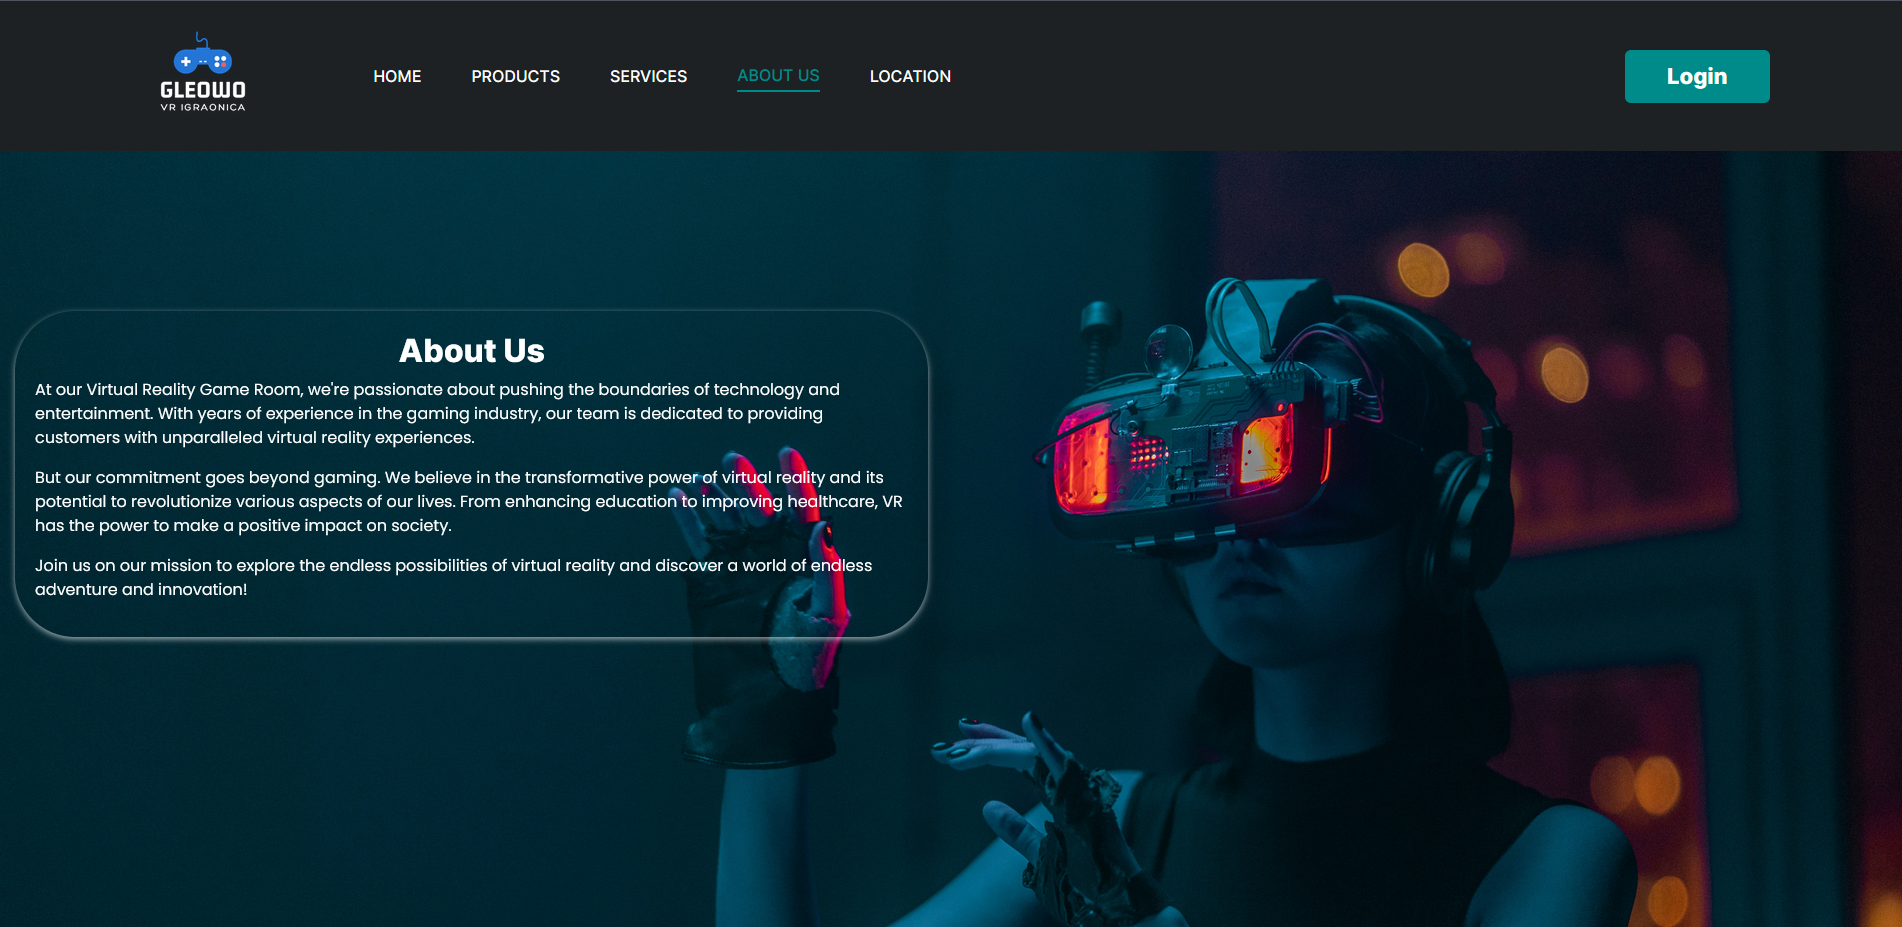 GLEOWO
VR IGRAONICA
HOME
PRODUCTS
SERVICES
ABOUT US
LOCATION
Login
About Us
At our Virtual Reality Game Room, we're passionate about pushing the boundaries of technology and
entertainment. With years of experience in the gaming industry, our team is dedicated to providing
customers with unparalleled virtual reality experiences.
But our commitment goes beyond gaming. We believe in the transformative power of virtual reality and its
potential to revolutionize various aspects of our lives. From enhancing education to improving healthcare, VR
has the power to make a positive impact on society.
Join us on our mission to explore the endless possibilities of virtual reality and discover a world of endless
adventure and innovation!